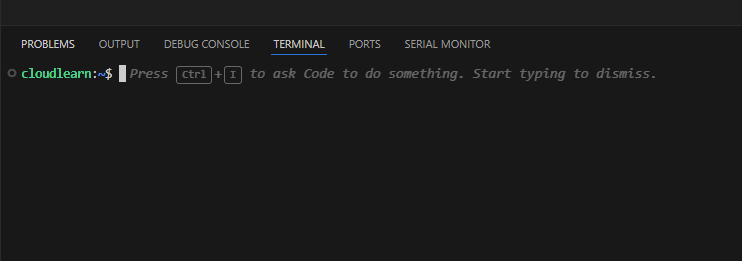 PROBLEMS OUTPUT DEBUG CONSOLE TERMINAL PORTS SERIAL MONITOR
cloudlearn:~$ Press Ctrl+I to ask Code to do something. Start typing to dismiss.